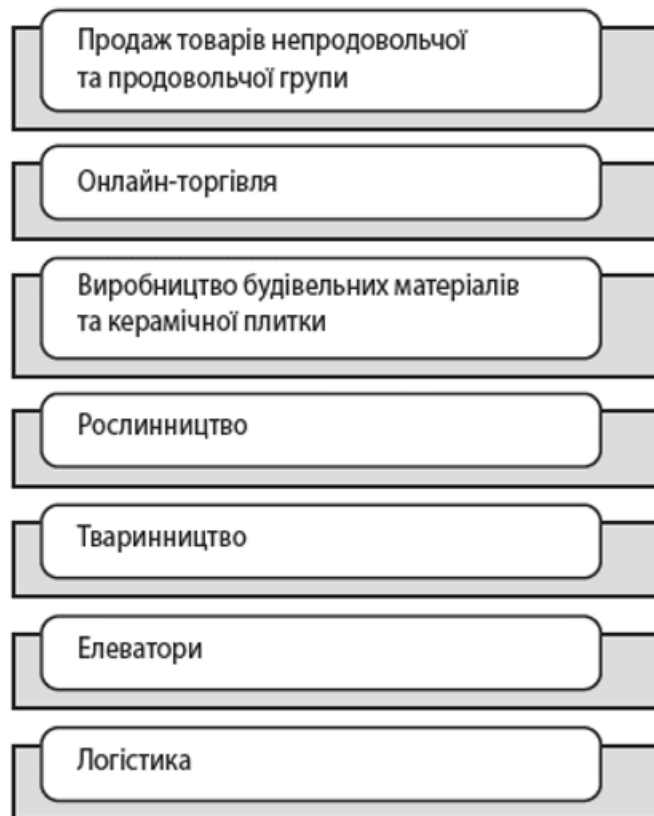 Продаж товарів непродовольчої
та продовольчої групи
Онлайн-торгівля
Виробництво будівельних матеріалів
та керамічної плитки
Рослинництво
Тваринництво
Елеватори
Логістика